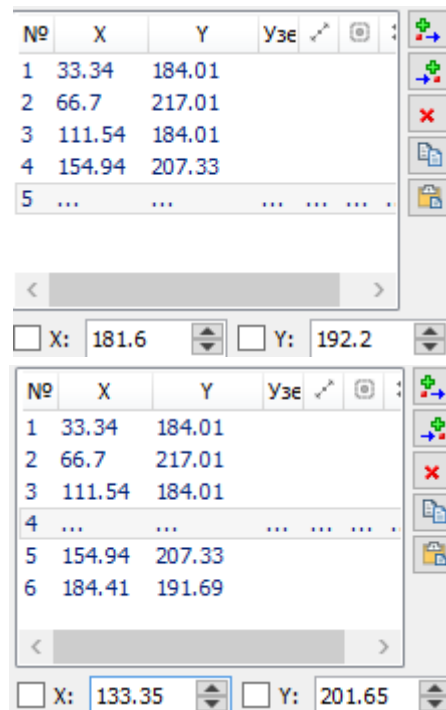 № X Y Узе
1 33.34 184.01
2 66.7 217.01
3 111.54 184.01
4 154.94 207.33
5 ... ... ... ... ... .
X: 181.6 Y: 192.2
№ X Y Узе
1 33.34 184.01
2 66.7 217.01
3 111.54 184.01
4 ... ... ... ... ... .
5 154.94 207.33
6 184.41 191.69
X: 133.35 Y: 201.65